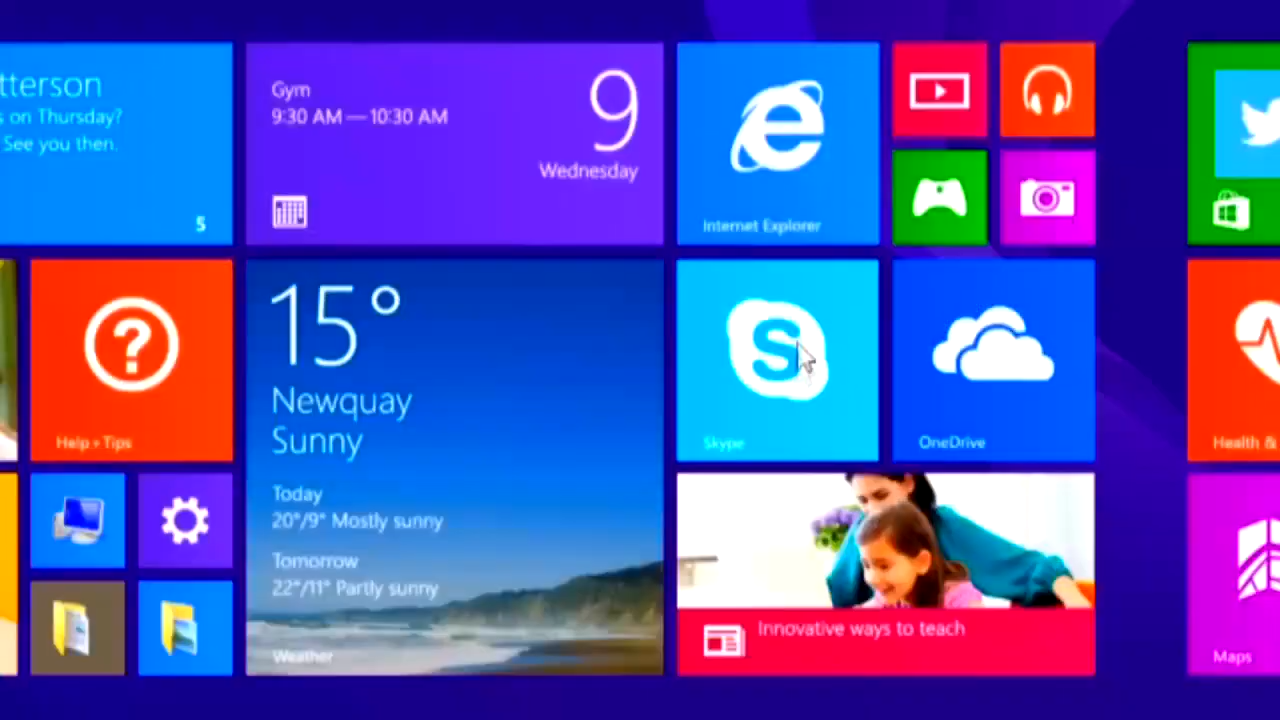 tterson
s on Thursday?
See you then.
5
Gym
9:30 AM — 10:30 AM
9
Wednesday
Internet Explorer
Help + Tips
15°
Newquay
Sunny
Today
20°/9° Mostly sunny
Tomorrow
22°/11° Partly sunny
Weather
S
Skype
OneDrive
Innovative ways to teach
Health &
Maps